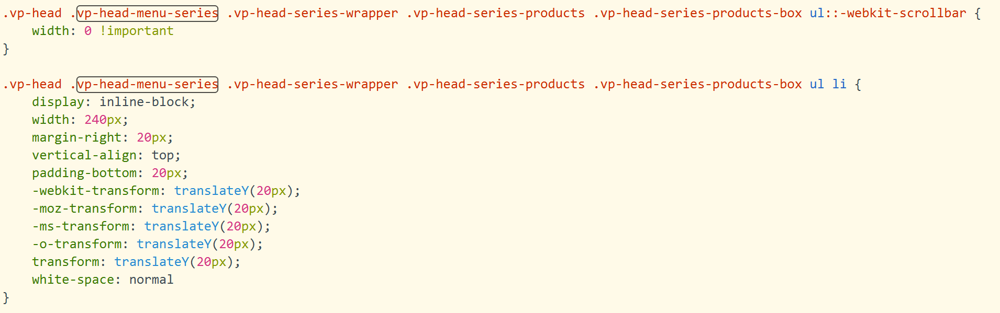 .vp-head .vp-head-menu-series .vp-head-series-wrapper .vp-head-series-products .vp-head-series-products-box ul::-webkit-scrollbar {
    width: 0 !important
}

.vp-head .vp-head-menu-series .vp-head-series-wrapper .vp-head-series-products .vp-head-series-products-box ul li {
    display: inline-block;
    width: 240px;
    margin-right: 20px;
    vertical-align: top;
    padding-bottom: 20px;
    -webkit-transform: translateY(20px);
    -moz-transform: translateY(20px);
    -ms-transform: translateY(20px);
    -o-transform: translateY(20px);
    transform: translateY(20px);
    white-space: normal
}